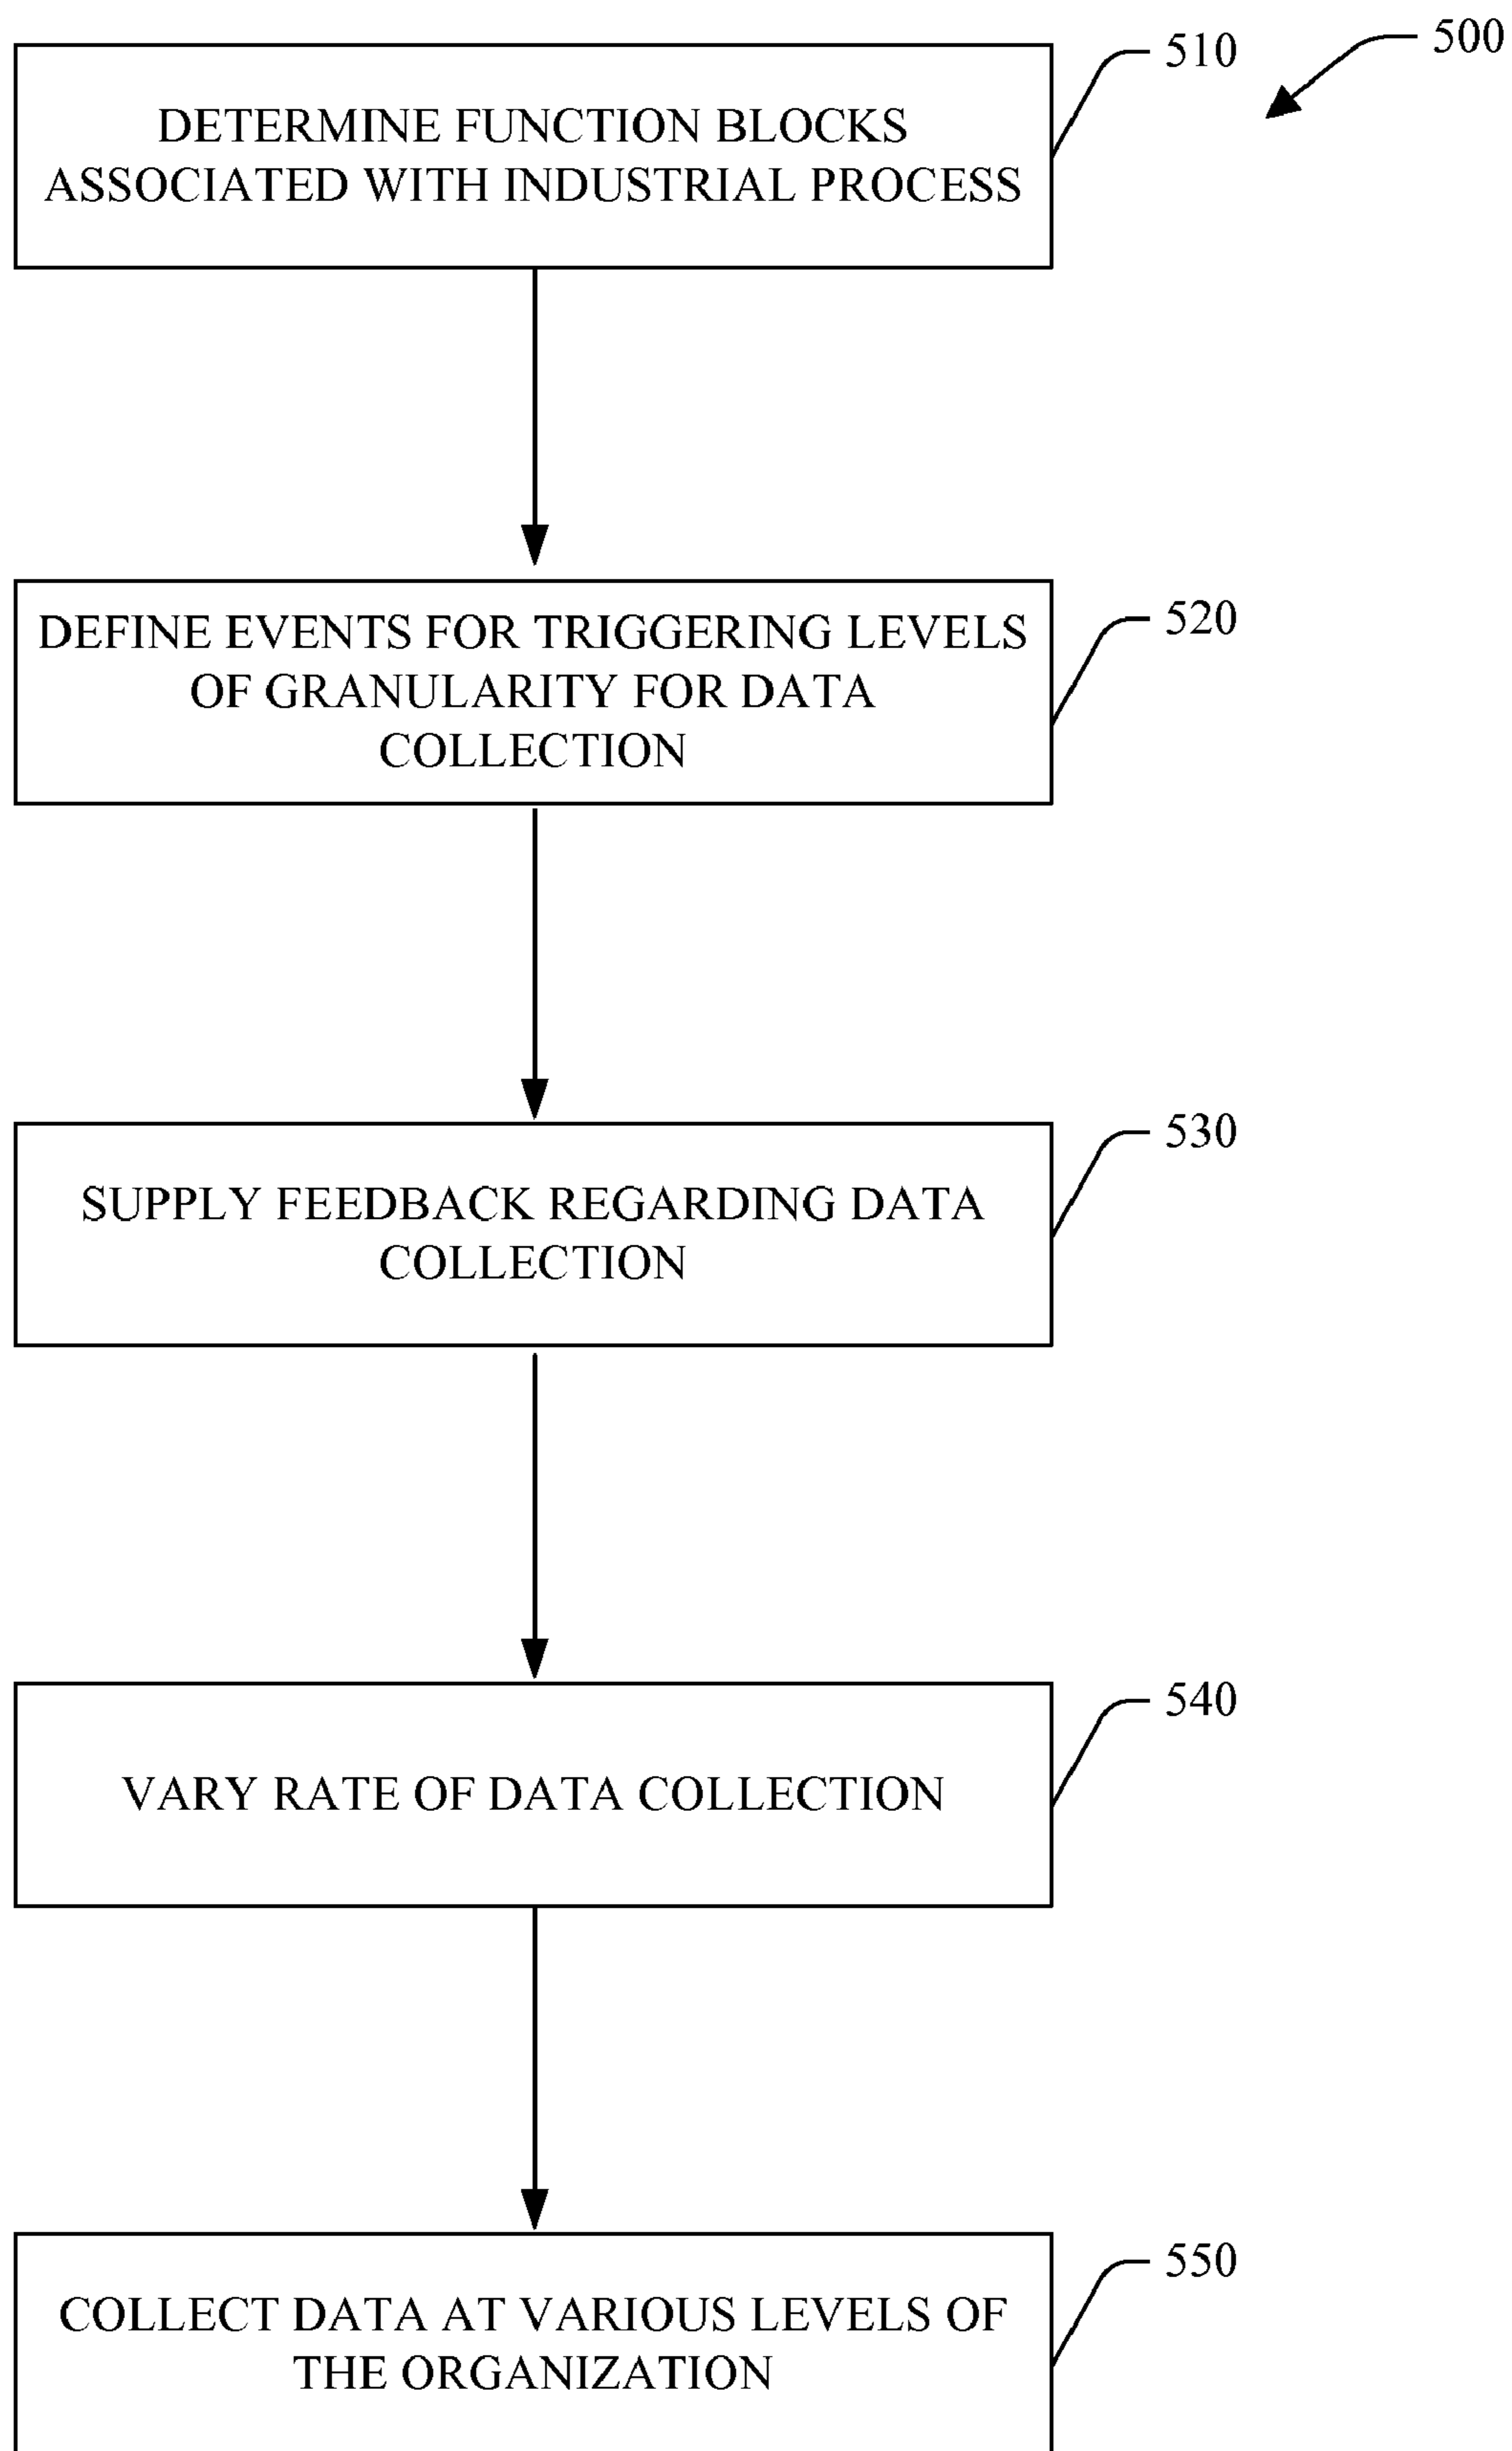 500
510
DETERMINE FUNCTION BLOCKS
ASSOCIATED WITH INDUSTRIAL PROCESS
520
DEFINE EVENTS FOR TRIGGERING LEVELS
OF GRANULARITY FOR DATA
COLLECTION
530
SUPPLY FEEDBACK REGARDING DATA
COLLECTION
540
VARY RATE OF DATA COLLECTION
550
COLLECT DATA AT VARIOUS LEVELS OF
THE ORGANIZATION